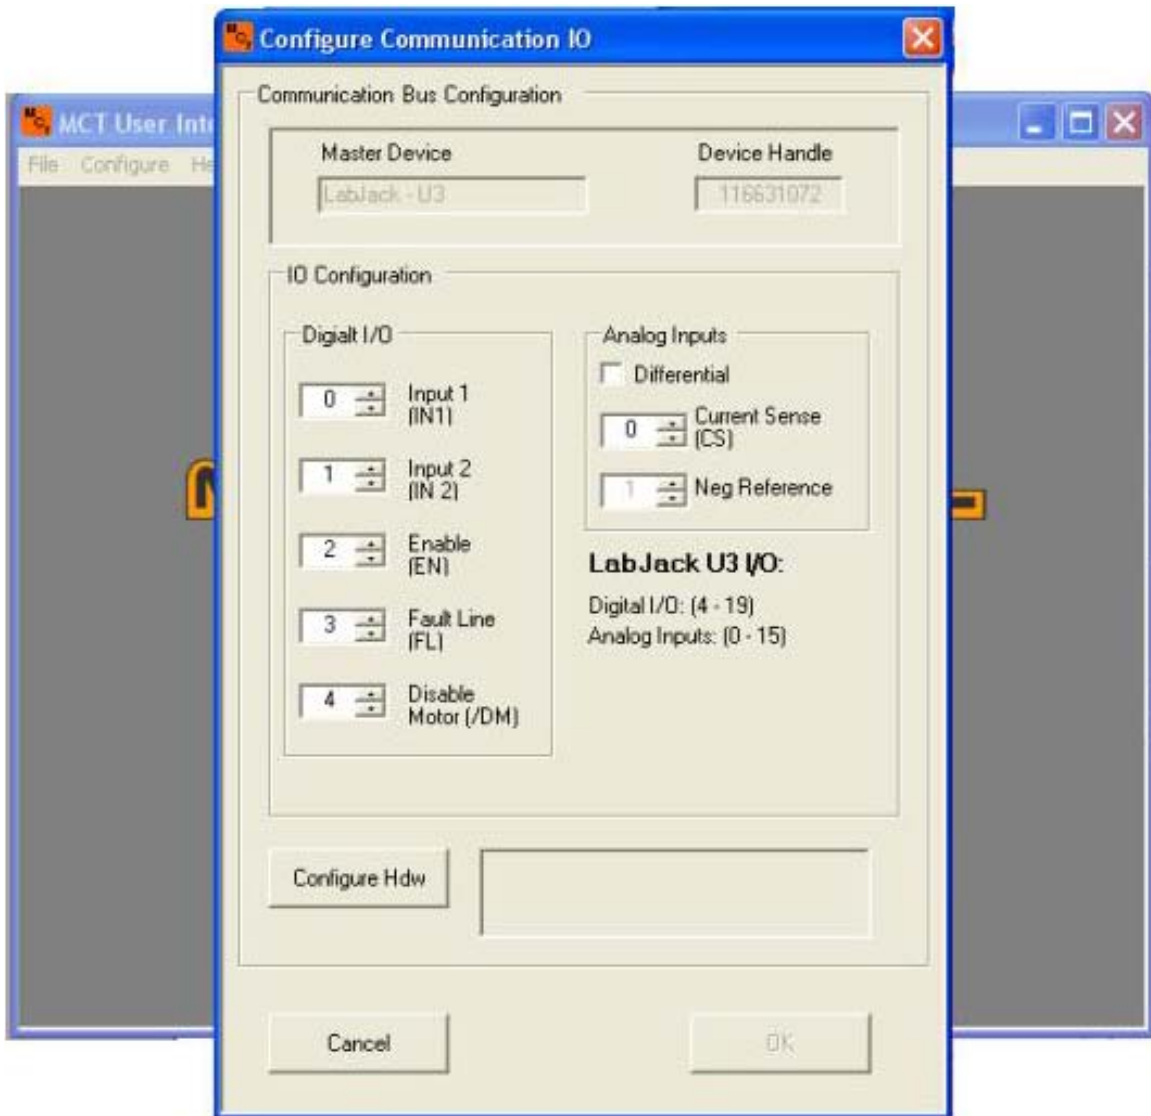 Configure Communication IO
MCT User Inte
File Configure He
Communication Bus Configuration
Master Device Device Handle
LabJack - U3 116631072
IO Configuration
Digialt I/O
Analog Inputs
Differential
0 Input 1
(IN1)
0 Current Sense
(CS)
1 Input 2
(IN 2)
1 Neg Reference
2 Enable
(EN)
LabJack U3 I/O:
Digital I/O: (4 - 19)
Analog Inputs: (0 - 15)
3 Fault Line
(FL)
4 Disable
Motor (/DM)
Configure Hdw
Cancel OK